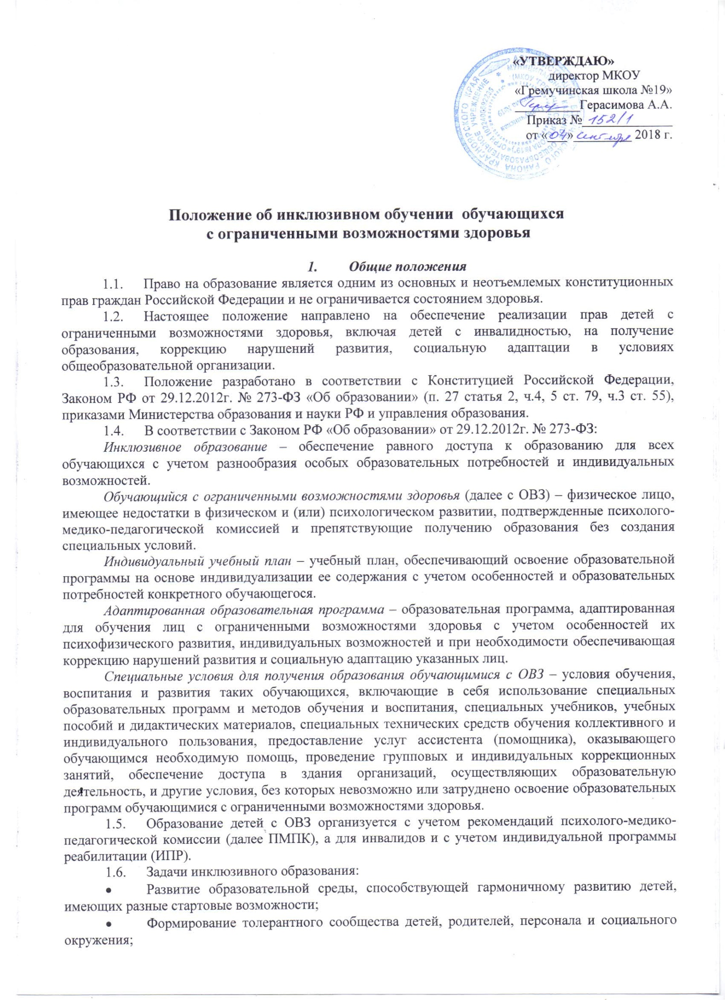 «УТВЕРЖДАЮ»
директор МКОУ
«Гремучинская школа №19»
Герасимова А.А.
Приказ № 152/1
от «04» сентября 2018 г.
Положение об инклюзивном обучении обучающихся
с ограниченными возможностями здоровья
1. Общие положения
1.1. Право на образование является одним из основных и неотъемлемых конституционных
прав граждан Российской Федерации и не ограничивается состоянием здоровья.
1.2. Настоящее положение направлено на обеспечение реализации прав детей с
ограниченными возможностями здоровья, включая детей с инвалидностью, на получение
образования, коррекцию нарушений развития, социальную адаптации в условиях
общеобразовательной организации.
1.3. Положение разработано в соответствии с Конституцией Российской Федерации,
Законом РФ от 29.12.2012г. № 273-ФЗ «Об образовании» (п. 27 статья 2, ч.4, 5 ст. 79, ч.3 ст. 55),
приказами Министерства образования и науки РФ и управления образования.
1.4. В соответствии с Законом РФ «Об образовании» от 29.12.2012г. № 273-ФЗ:
Инклюзивное образование – обеспечение равного доступа к образованию для всех
обучающихся с учетом разнообразия особых образовательных потребностей и индивидуальных
возможностей.
Обучающийся с ограниченными возможностями здоровья (далее с ОВЗ) – физическое лицо,
имеющее недостатки в физическом и (или) психологическом развитии, подтвержденные психолого-
медико-педагогической комиссией и препятствующие получению образования без создания
специальных условий.
Индивидуальный учебный план – учебный план, обеспечивающий освоение образовательной
программы на основе индивидуализации ее содержания с учетом особенностей и образовательных
потребностей конкретного обучающегося.
Адаптированная образовательная программа – образовательная программа, адаптированная
для обучения лиц с ограниченными возможностями здоровья с учетом особенностей их
психофизического развития, индивидуальных возможностей и при необходимости обеспечивающая
коррекцию нарушений развития и социальную адаптацию указанных лиц.
Специальные условия для получения образования обучающимися с ОВЗ – условия обучения,
воспитания и развития таких обучающихся, включающие в себя использование специальных
образовательных программ и методов обучения и воспитания, специальных учебников, учебных
пособий и дидактических материалов, специальных технических средств обучения коллективного и
индивидуального пользования, предоставление услуг ассистента (помощника), оказывающего
обучающимся необходимую помощь, проведение групповых и индивидуальных коррекционных
занятий, обеспечение доступа в здания организаций, осуществляющих образовательную
деятельность, и другие условия, без которых невозможно или затруднено освоение образовательных
программ обучающимися с ограниченными возможностями здоровья.
1.5. Образование детей с ОВЗ организуется с учетом рекомендаций психолого-медико-
педагогической комиссии (далее ПМПК), а для инвалидов и с учетом индивидуальной программы
реабилитации (ИПР).
1.6. Задачи инклюзивного образования:
• Развитие образовательной среды, способствующей гармоничному развитию детей,
имеющих разные стартовые возможности;
• Формирование толерантного сообщества детей, родителей, персонала и социального
окружения;